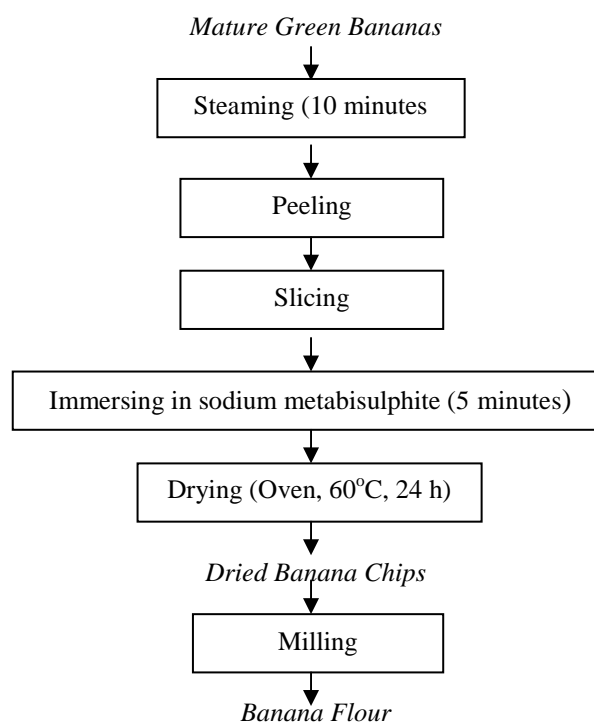 Mature Green Bananas
Steaming (10 minutes
Peeling
Slicing
Immersing in sodium metabisulphite (5 minutes)
Drying (Oven, 60°C, 24 h)
Dried Banana Chips
Milling
Banana Flour